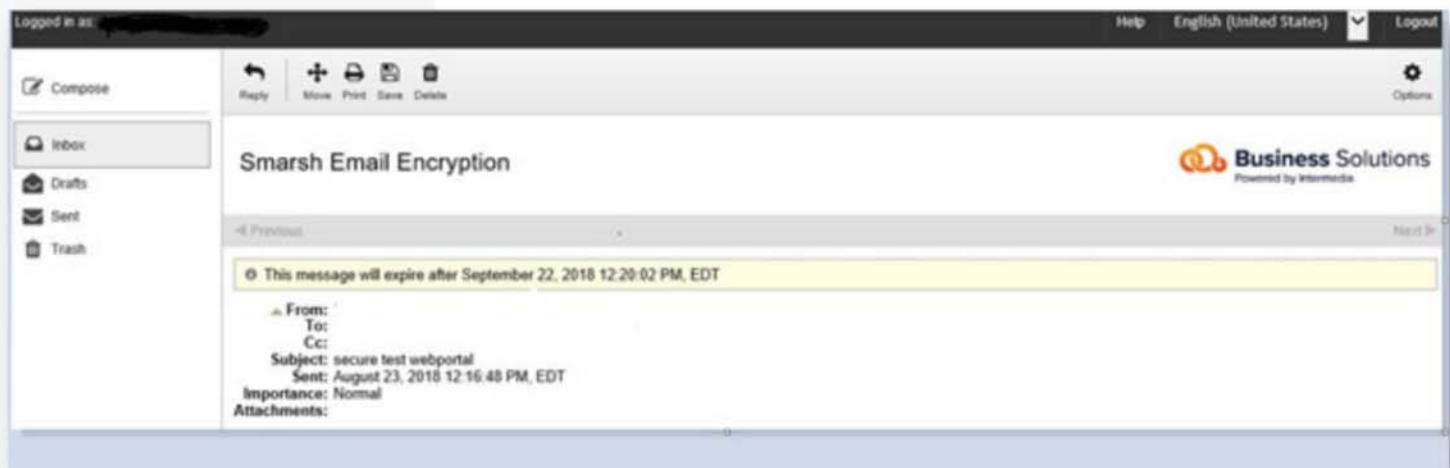 Logged in as:
Help English (United States) Logout
Compose
Reply Move Print Save Delete
Options
Inbox
Drafts
Sent
Trash
Smarsh Email Encryption
Business Solutions
Powered by Intermedia
Previous
Next
This message will expire after September 22, 2018 12:20:02 PM, EDT
From:
To:
Cc:
Subject: secure test webportal
Sent: August 23, 2018 12:16:48 PM, EDT
Importance: Normal
Attachments: